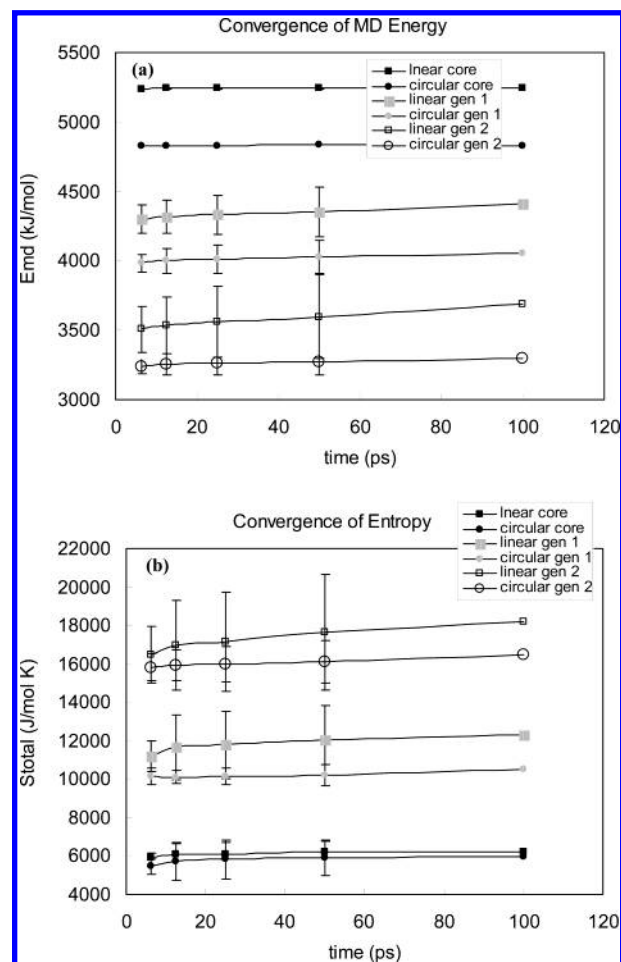 Convergence of MD Energy
(a)
lnear core
circular core
linear gen 1
circular gen 1
linear gen 2
circular gen 2
5500
5000
4500
4000
3500
3000
Emd (kJ/mol)
0 20 40 60 80 100 120
time (ps)
Convergence of Entropy
(b)
lnear core
circular core
linear gen 1
circular gen 1
linear gen 2
circular gen 2
22000
20000
18000
16000
14000
12000
10000
8000
6000
4000
Stotal (J/mol K)
0 20 40 60 80 100 120
time (ps)